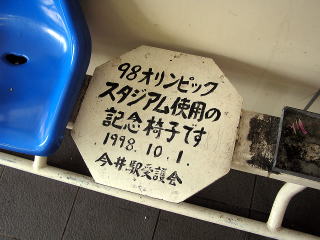 98オリンピック
スタジアム使用の
記念椅子です
1998.10.1.
今井駅受護会